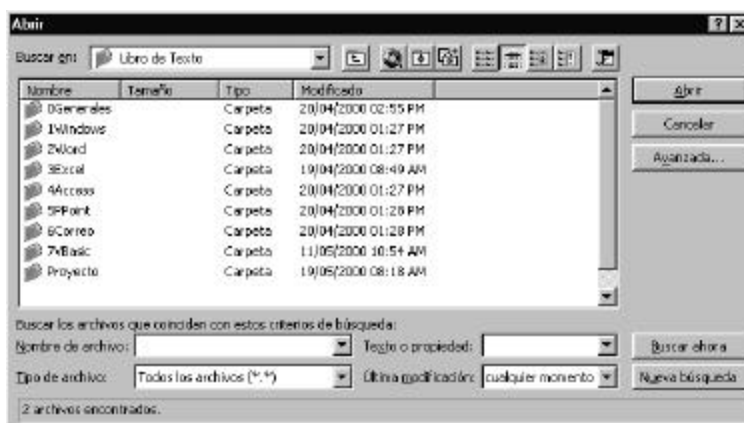 Abrir
Buscar en: Libro de Texto
Nombre Tamaño Tipo Modificado
0Generales Carpeta 20/04/2000 02:55 PM
1Windows Carpeta 20/04/2000 01:27 PM
2Word Carpeta 20/04/2000 01:27 PM
3Excel Carpeta 19/04/2000 08:49 AM
4Access Carpeta 20/04/2000 01:27 PM
5PPoint Carpeta 20/04/2000 01:28 PM
6Correo Carpeta 20/04/2000 01:28 PM
7VBasic Carpeta 11/05/2000 10:54 AM
Proyecto Carpeta 19/05/2000 08:18 AM
Abrir
Cancelar
Avanzada...
Buscar los archivos que coincidan con estos criterios de búsqueda:
Nombre de archivo: Texto o propiedad: Buscar ahora
Tipo de archivo: Todos los archivos (*.*) Última modificación: cualquier momento Nueva búsqueda
2 archivos encontrados.